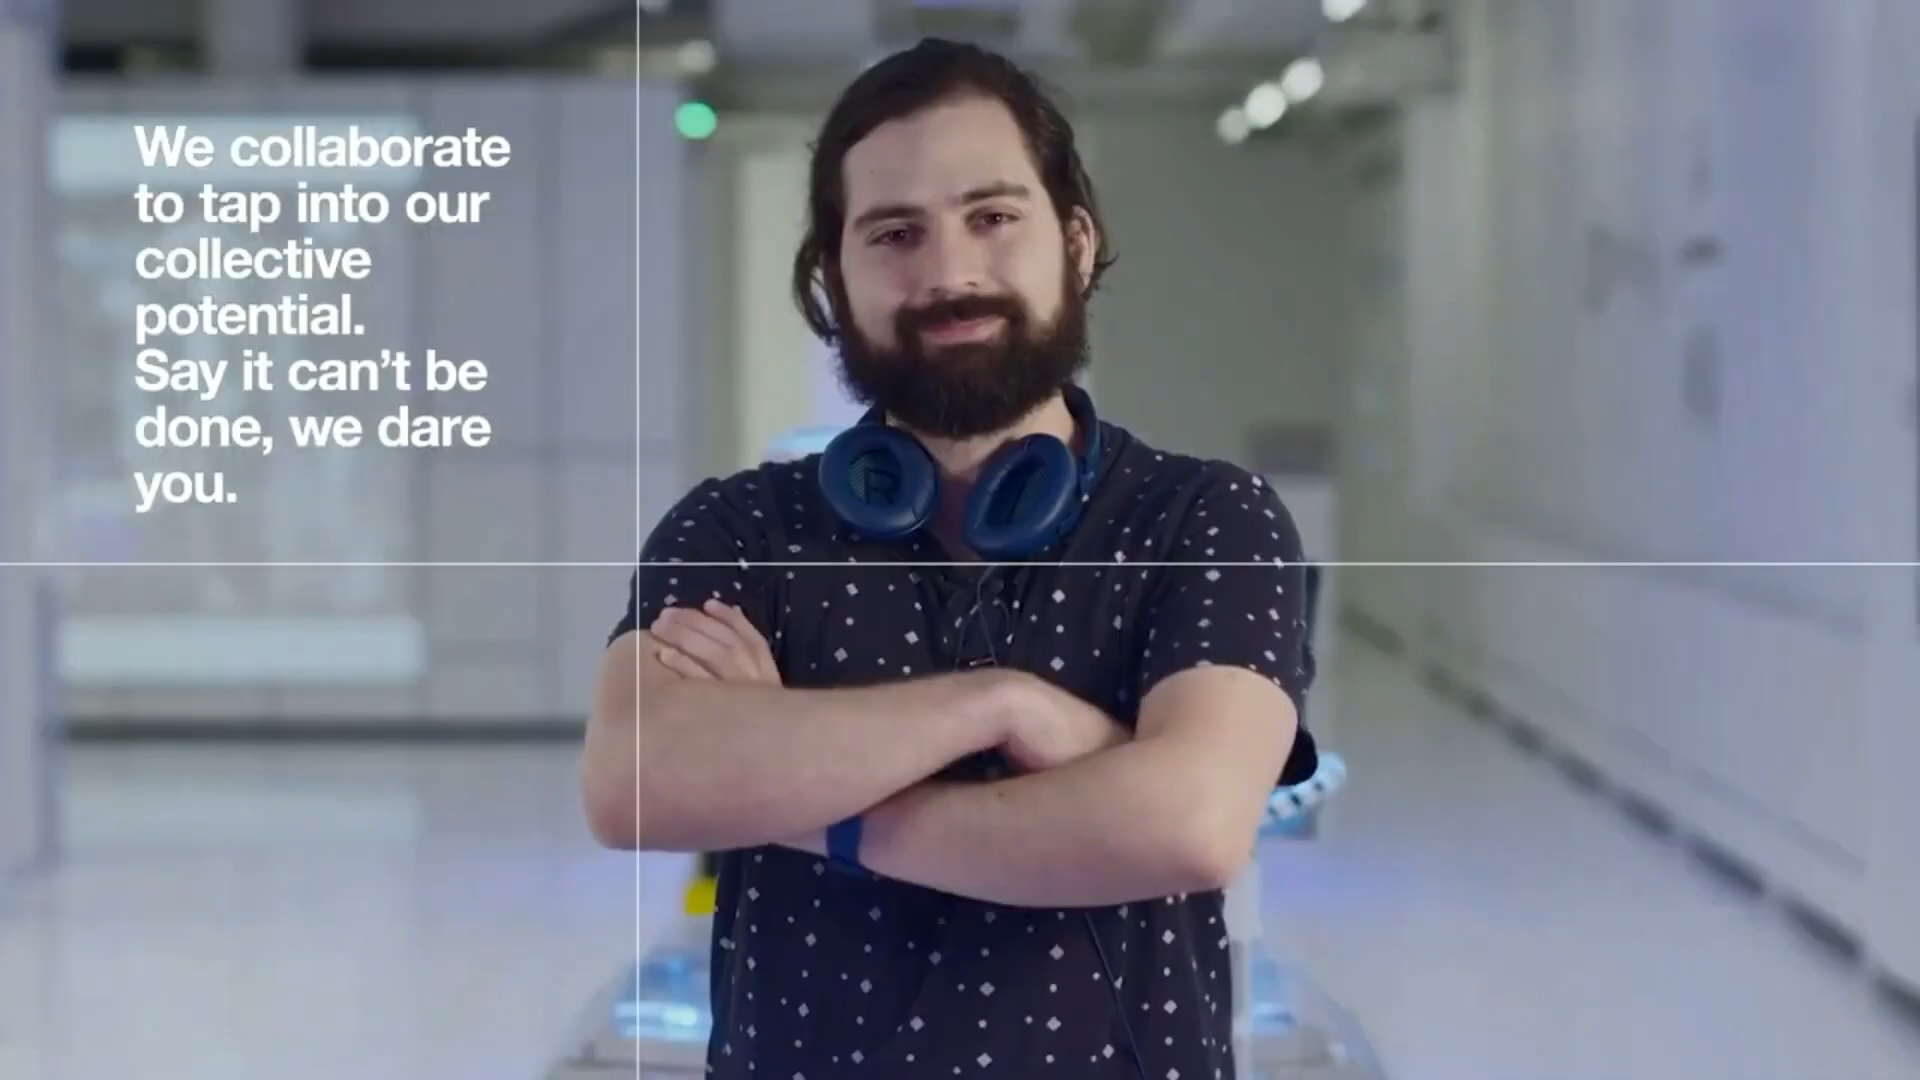 We collaborate
to tap into our
collective
potential.
Say it can’t be
done, we dare
you.
R